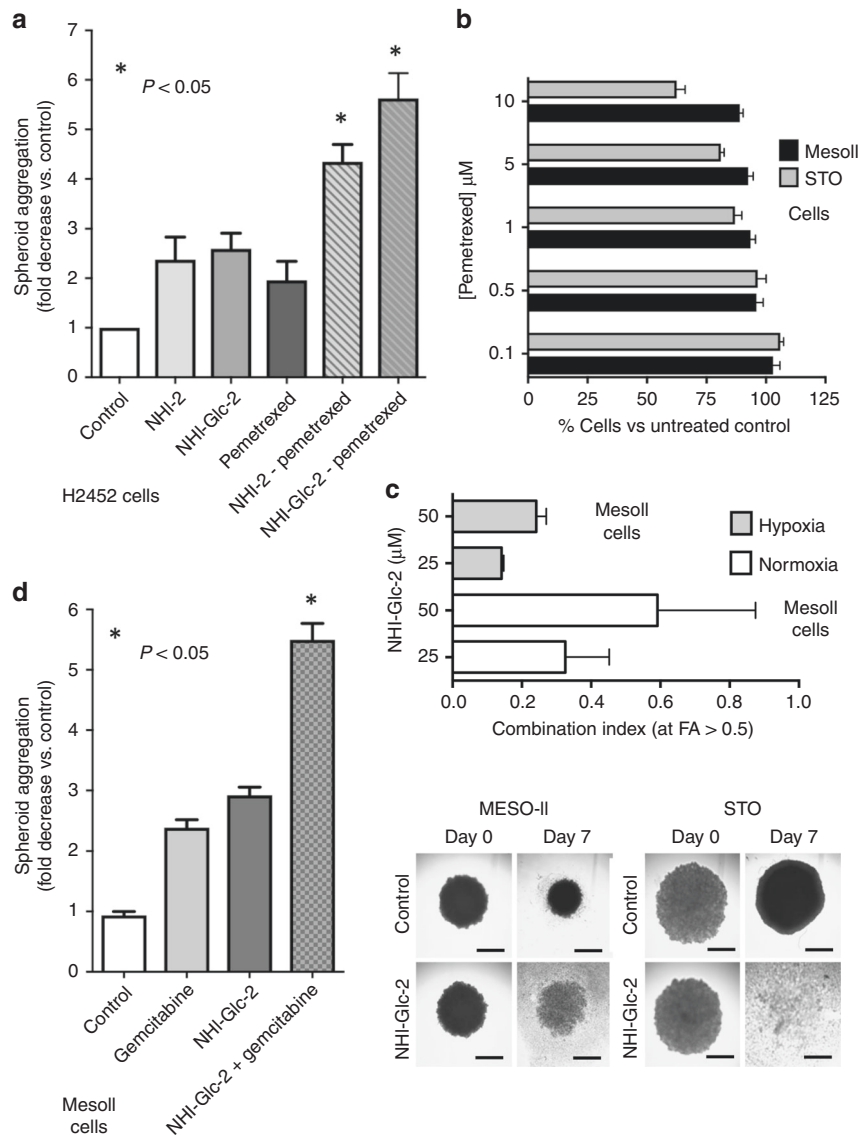 a
7
6
5
4
3
2
1
0
Spheroid aggregation
(fold decrease vs. control)
*
P < 0.05
*
*
Control
NHI-2
NHI-Glc-2
Pemetrexed
NHI-2 - pemetrexed
NHI-Glc-2 - pemetrexed
H2452 cells
b
[Pemetrexed] µM
10
5
1
0.5
0.1
0
25
50
75
100
125
% Cells vs untreated control
MesoII
STO
Cells
c
NHI-Glc-2 (µM)
50
25
50
25
MesoII
cells
Hypoxia
Normoxia
MesoII
cells
0.0
0.2
0.4
0.6
0.8
1.0
Combination index (at FA > 0.5)
d
6
5
4
3
2
1
0
Spheroid aggregation
(fold decrease vs. control)
*
P < 0.05
*
Control
Gemcitabine
NHI-Glc-2
NHI-Glc-2 + gemcitabine
MesoII
cells
MESO-II
STO
Day 0
Day 7
Day 0
Day 7
Control
Control
NHI-Glc-2
NHI-Glc-2